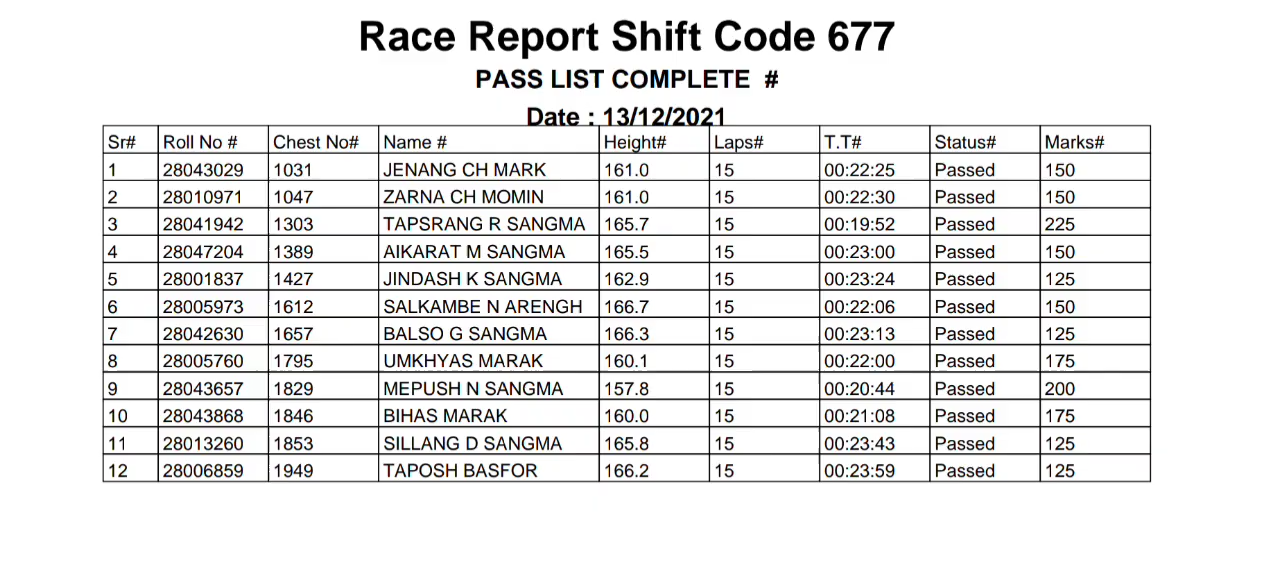 Race Report Shift Code 677
PASS LIST COMPLETE #
Date : 13/12/2021
Sr# Roll No # Chest No# Name # Height# Laps# T.T# Status# Marks#
1 28043029 1031 JENANG CH MARK 161.0 15 00:22:25 Passed 150
2 28010971 1047 ZARNA CH MOMIN 161.0 15 00:22:30 Passed 150
3 28041942 1303 TAPSRANG R SANGMA 165.7 15 00:19:52 Passed 225
4 28047204 1389 AIKARAT M SANGMA 165.5 15 00:23:00 Passed 150
5 28001837 1427 JINDASH K SANGMA 162.9 15 00:23:24 Passed 125
6 28005973 1612 SALKAMBE N ARENGH 166.7 15 00:22:06 Passed 150
7 28042630 1657 BALSO G SANGMA 166.3 15 00:23:13 Passed 125
8 28005760 1795 UMKHYAS MARAK 160.1 15 00:22:00 Passed 175
9 28043657 1829 MEPUSH N SANGMA 157.8 15 00:20:44 Passed 200
10 28043868 1846 BIHAS MARAK 160.0 15 00:21:08 Passed 175
11 28013260 1853 SILLANG D SANGMA 165.8 15 00:23:43 Passed 125
12 28006859 1949 TAPOSH BASFOR 166.2 15 00:23:59 Passed 125